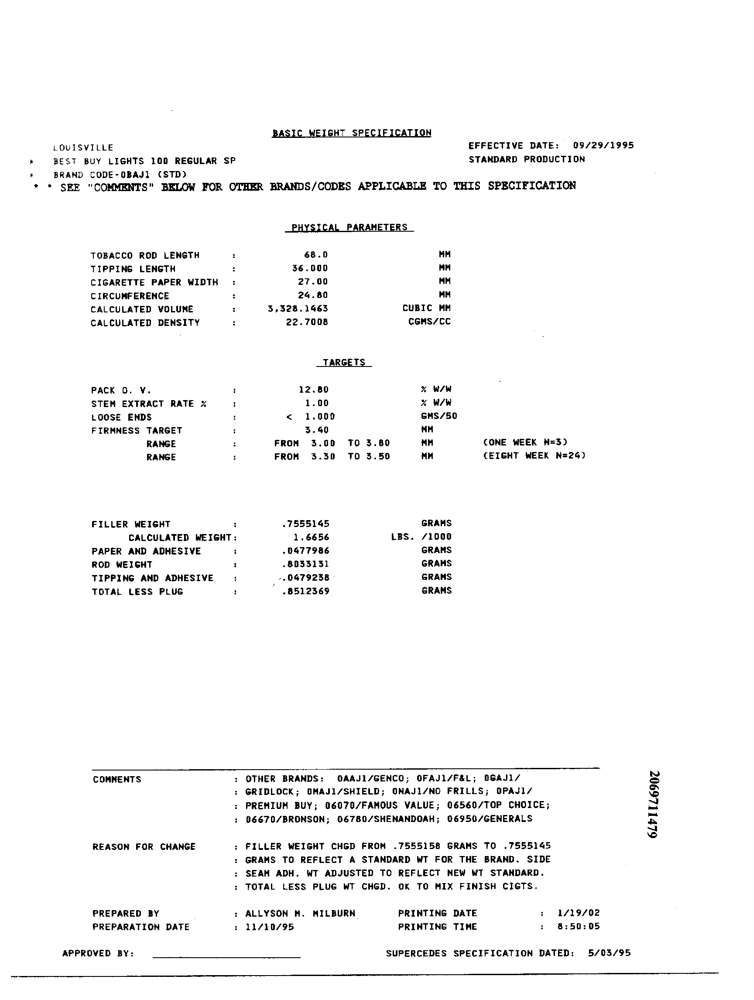 BASIC WEIGHT SPECIFICATION
LOUISVILLE EFFECTIVE DATE: 09/29/1995
* BEST BUY LIGHTS 100 REGULAR SP STANDARD PRODUCTION
* BRAND CODE-0BAJ1 (STD)
* * SEE "COMMENTS" BELOW FOR OTHER BRANDS/CODES APPLICABLE TO THIS SPECIFICATION
PHYSICAL PARAMETERS
TOBACCO ROD LENGTH : 68.0 MM
TIPPING LENGTH : 36.000 MM
CIGARETTE PAPER WIDTH : 27.00 MM
CIRCUMFERENCE : 24.80 MM
CALCULATED VOLUME : 3,328.1463 CUBIC MM
CALCULATED DENSITY : 22.7008 CGMS/CC
TARGETS
PACK O. V. : 12.80 % W/W
STEM EXTRACT RATE % : 1.00 % W/W
LOOSE ENDS : < 1.000 GMS/50
FIRMNESS TARGET : 3.40 MM
RANGE : FROM 3.00 TO 3.80 MM (ONE WEEK N=3)
RANGE : FROM 3.30 TO 3.50 MM (EIGHT WEEK N=24)
FILLER WEIGHT : .7555145 GRAMS
CALCULATED WEIGHT: 1.6656 LBS. /1000
PAPER AND ADHESIVE : .0477986 GRAMS
ROD WEIGHT : .8033131 GRAMS
TIPPING AND ADHESIVE : .0479238 GRAMS
TOTAL LESS PLUG : .8512369 GRAMS
COMMENTS : OTHER BRANDS: 0AAJ1/GENCO; 0FAJ1/F&L; 0GAJ1/
: GRIDLOCK; 0MAJ1/SHIELD; 0NAJ1/NO FRILLS; 0PAJ1/
: PREMIUM BUY; 06070/FAMOUS VALUE; 06560/TOP CHOICE;
: 06670/BRONSON; 06780/SHENANDOAH; 06950/GENERALS
REASON FOR CHANGE : FILLER WEIGHT CHGD FROM .7555158 GRAMS TO .7555145
: GRAMS TO REFLECT A STANDARD WT FOR THE BRAND. SIDE
: SEAM ADH. WT ADJUSTED TO REFLECT NEW WT STANDARD.
: TOTAL LESS PLUG WT CHGD. OK TO MIX FINISH CIGTS.
PREPARED BY : ALLYSON M. MILBURN PRINTING DATE : 1/19/02
PREPARATION DATE : 11/10/95 PRINTING TIME : 8:50:05
APPROVED BY: SUPERCEDES SPECIFICATION DATED: 5/03/95
2069711479